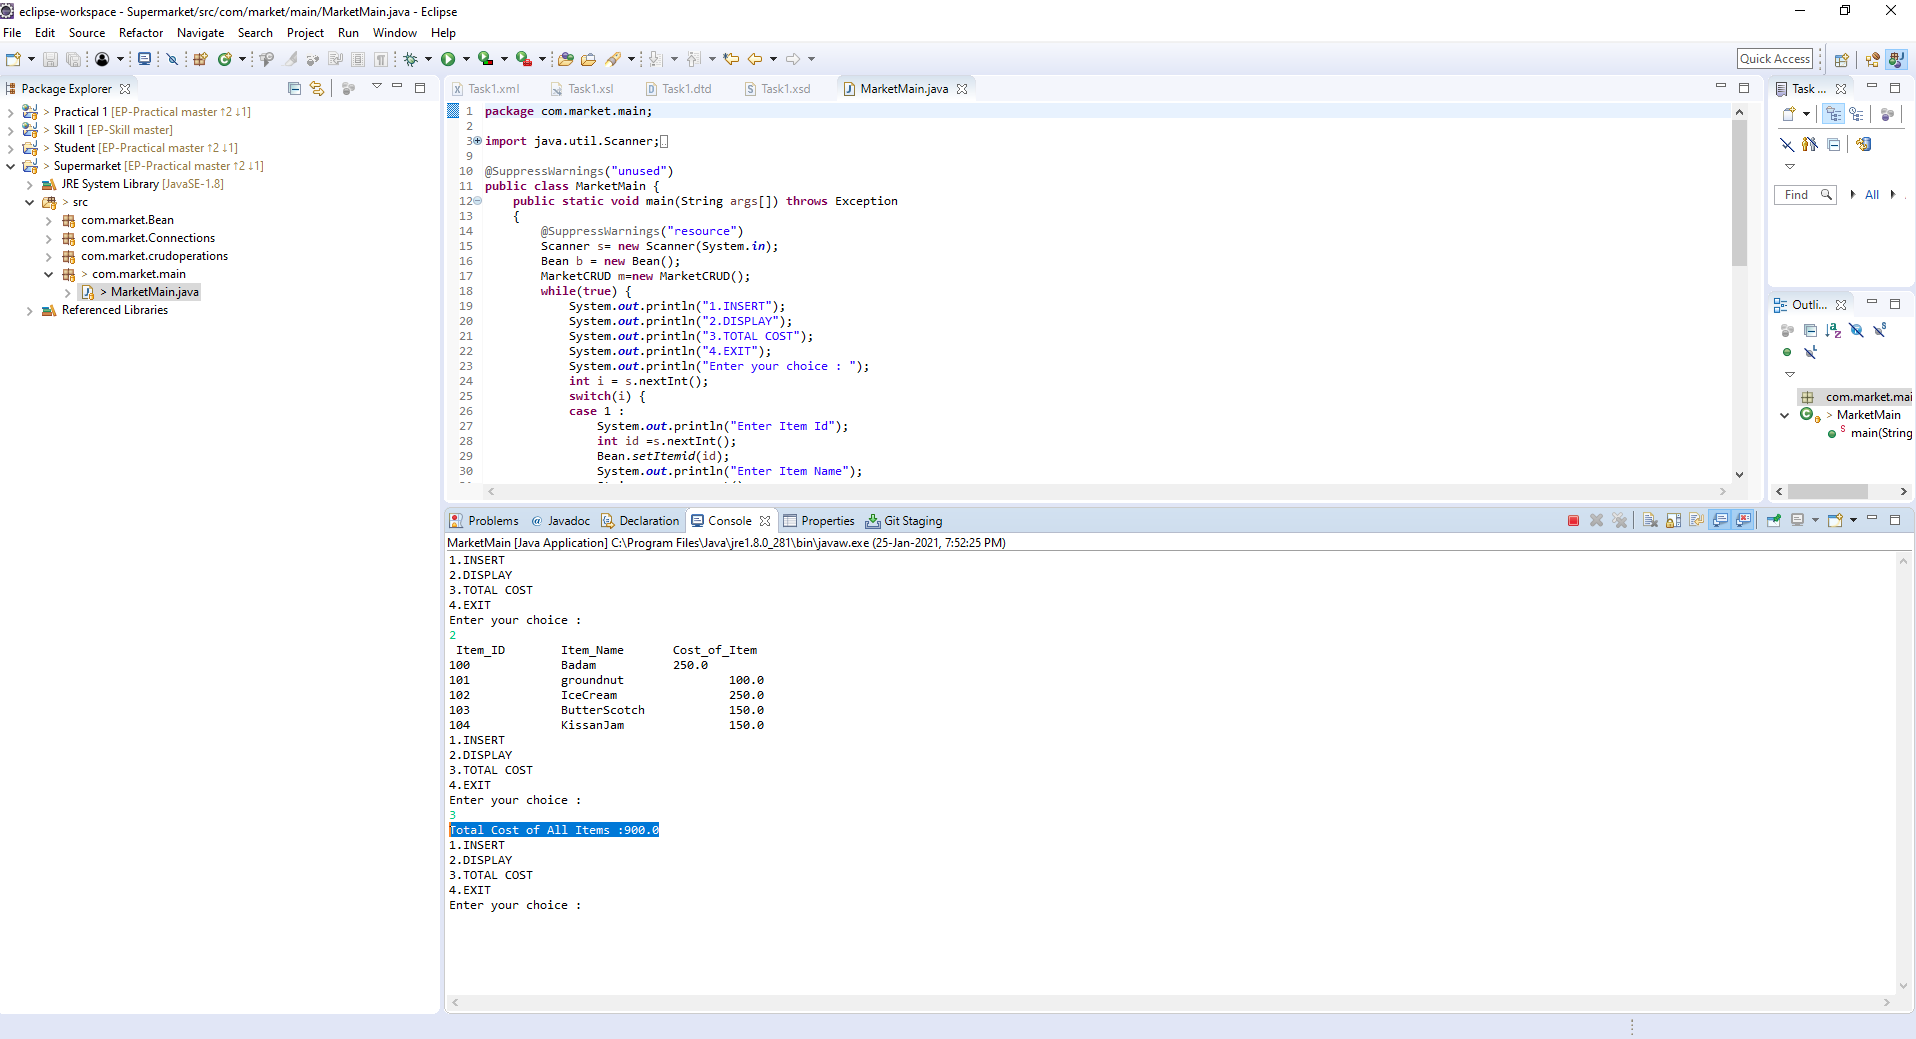 eclipse-workspace - Supermarket/src/com/market/main/MarketMain.java - Eclipse
File Edit Source Refactor Navigate Search Project Run Window Help
Quick Access
Package Explorer
> Practical 1 [EP-Practical master ↑2 ↓1]
> Skill 1 [EP-Skill master]
> Student [EP-Practical master ↑2 ↓1]
> Supermarket [EP-Practical master ↑2 ↓1]
JRE System Library [JavaSE-1.8]
> src
com.market.Bean
com.market.Connections
com.market.crudoperations
> com.market.main
> MarketMain.java
Referenced Libraries
Task1.xml Task1.xsl Task1.dtd Task1.xsd MarketMain.java
1 package com.market.main;
2
3 import java.util.Scanner;
9
10 @SuppressWarnings("unused")
11 public class MarketMain {
12 public static void main(String args[]) throws Exception
13 {
14 @SuppressWarnings("resource")
15 Scanner s= new Scanner(System.in);
16 Bean b = new Bean();
17 MarketCRUD m=new MarketCRUD();
18 while(true) {
19 System.out.println("1.INSERT");
20 System.out.println("2.DISPLAY");
21 System.out.println("3.TOTAL COST");
22 System.out.println("4.EXIT");
23 System.out.println("Enter your choice : ");
24 int i = s.nextInt();
25 switch(i) {
26 case 1 :
27 System.out.println("Enter Item Id");
28 int id =s.nextInt();
29 Bean.setItemid(id);
30 System.out.println("Enter Item Name");
Task ...
Find All
Outli...
com.market.mai
> MarketMain
main(String
Problems @ Javadoc Declaration Console Properties Git Staging
MarketMain [Java Application] C:\Program Files\Java\jre1.8.0_281\bin\javaw.exe (25-Jan-2021, 7:52:25 PM)
1.INSERT
2.DISPLAY
3.TOTAL COST
4.EXIT
Enter your choice :
2
Item_ID Item_Name Cost_of_Item
100 Badam 250.0
101 groundnut 100.0
102 IceCream 250.0
103 ButterScotch 150.0
104 KissanJam 150.0
1.INSERT
2.DISPLAY
3.TOTAL COST
4.EXIT
Enter your choice :
3
Total Cost of All Items :900.0
1.INSERT
2.DISPLAY
3.TOTAL COST
4.EXIT
Enter your choice :